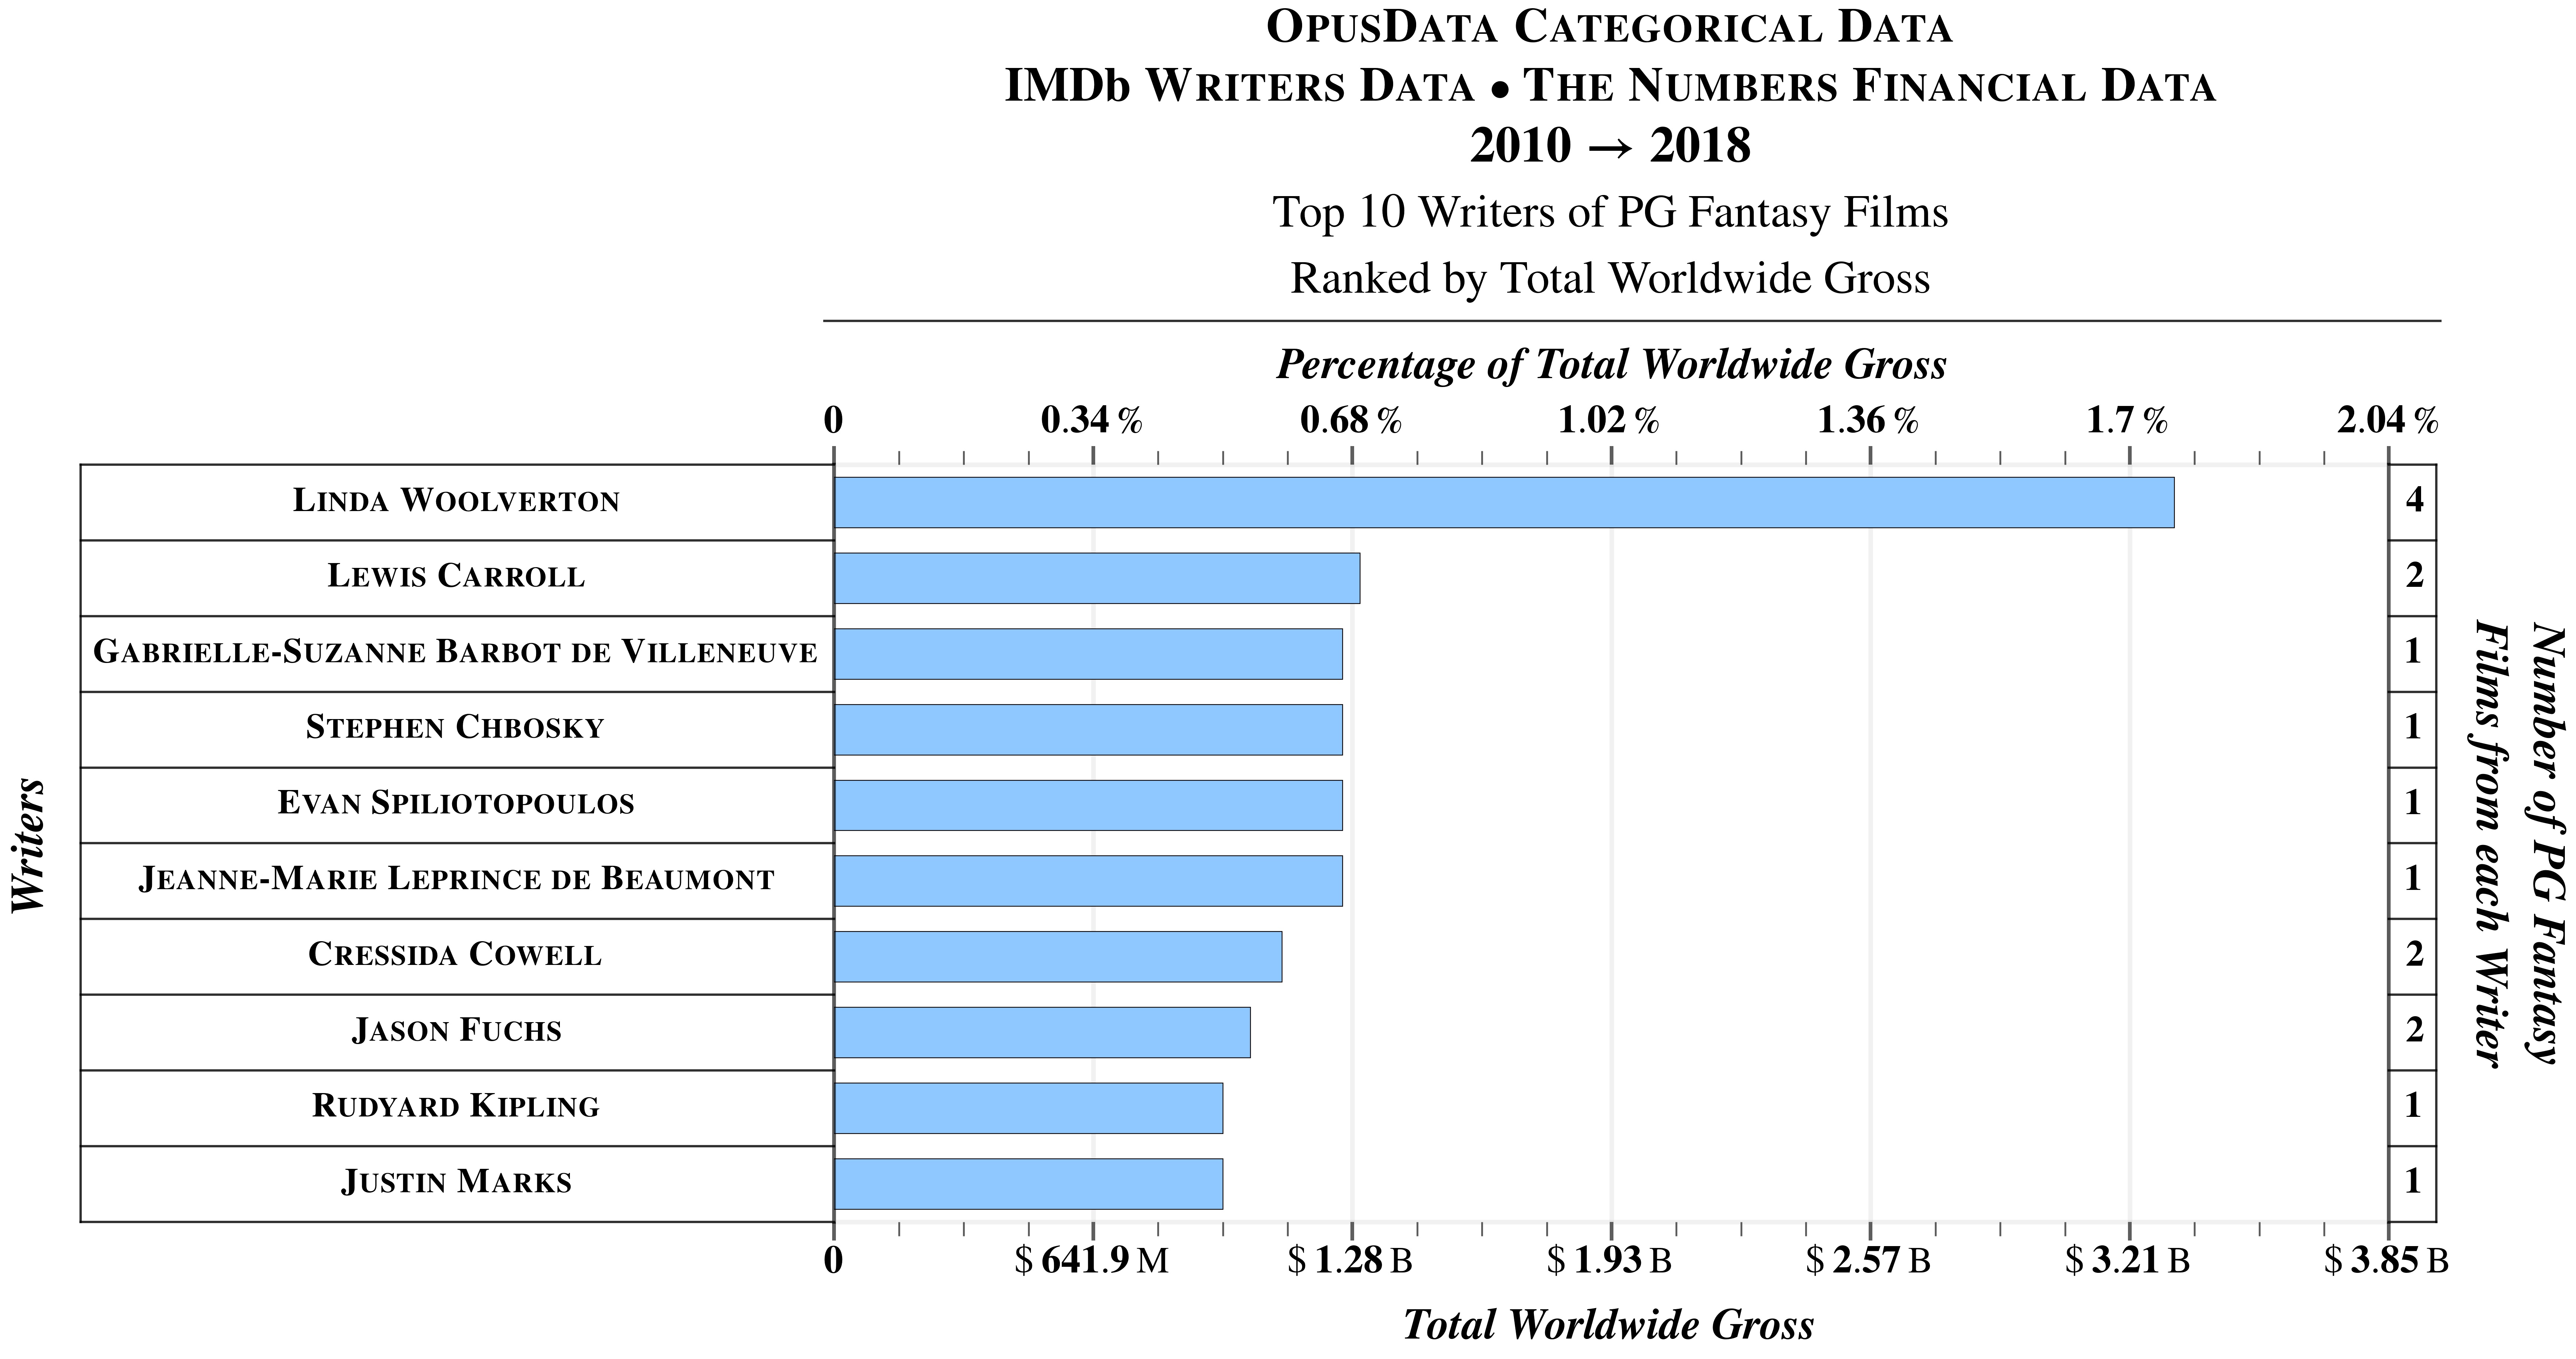 OpusData Categorical Data
IMDb Writers Data • The Numbers Financial Data
2010 → 2018
Top 10 Writers of PG Fantasy Films
Ranked by Total Worldwide Gross
Percentage of Total Worldwide Gross
0 0.34 % 0.68 % 1.02 % 1.36 % 1.7 % 2.04 %
Writers
Linda Woolverton 4
Lewis Carroll 2
Gabrielle-Suzanne Barbot de Villeneuve 1
Stephen Chbosky 1
Evan Spiliotopoulos 1
Jeanne-Marie Leprince de Beaumont 1
Cressida Cowell 2
Jason Fuchs 2
Rudyard Kipling 1
Justin Marks 1
Number of PG Fantasy
Films from each Writer
0 $ 641.9 M $ 1.28 B $ 1.93 B $ 2.57 B $ 3.21 B $ 3.85 B
Total Worldwide Gross